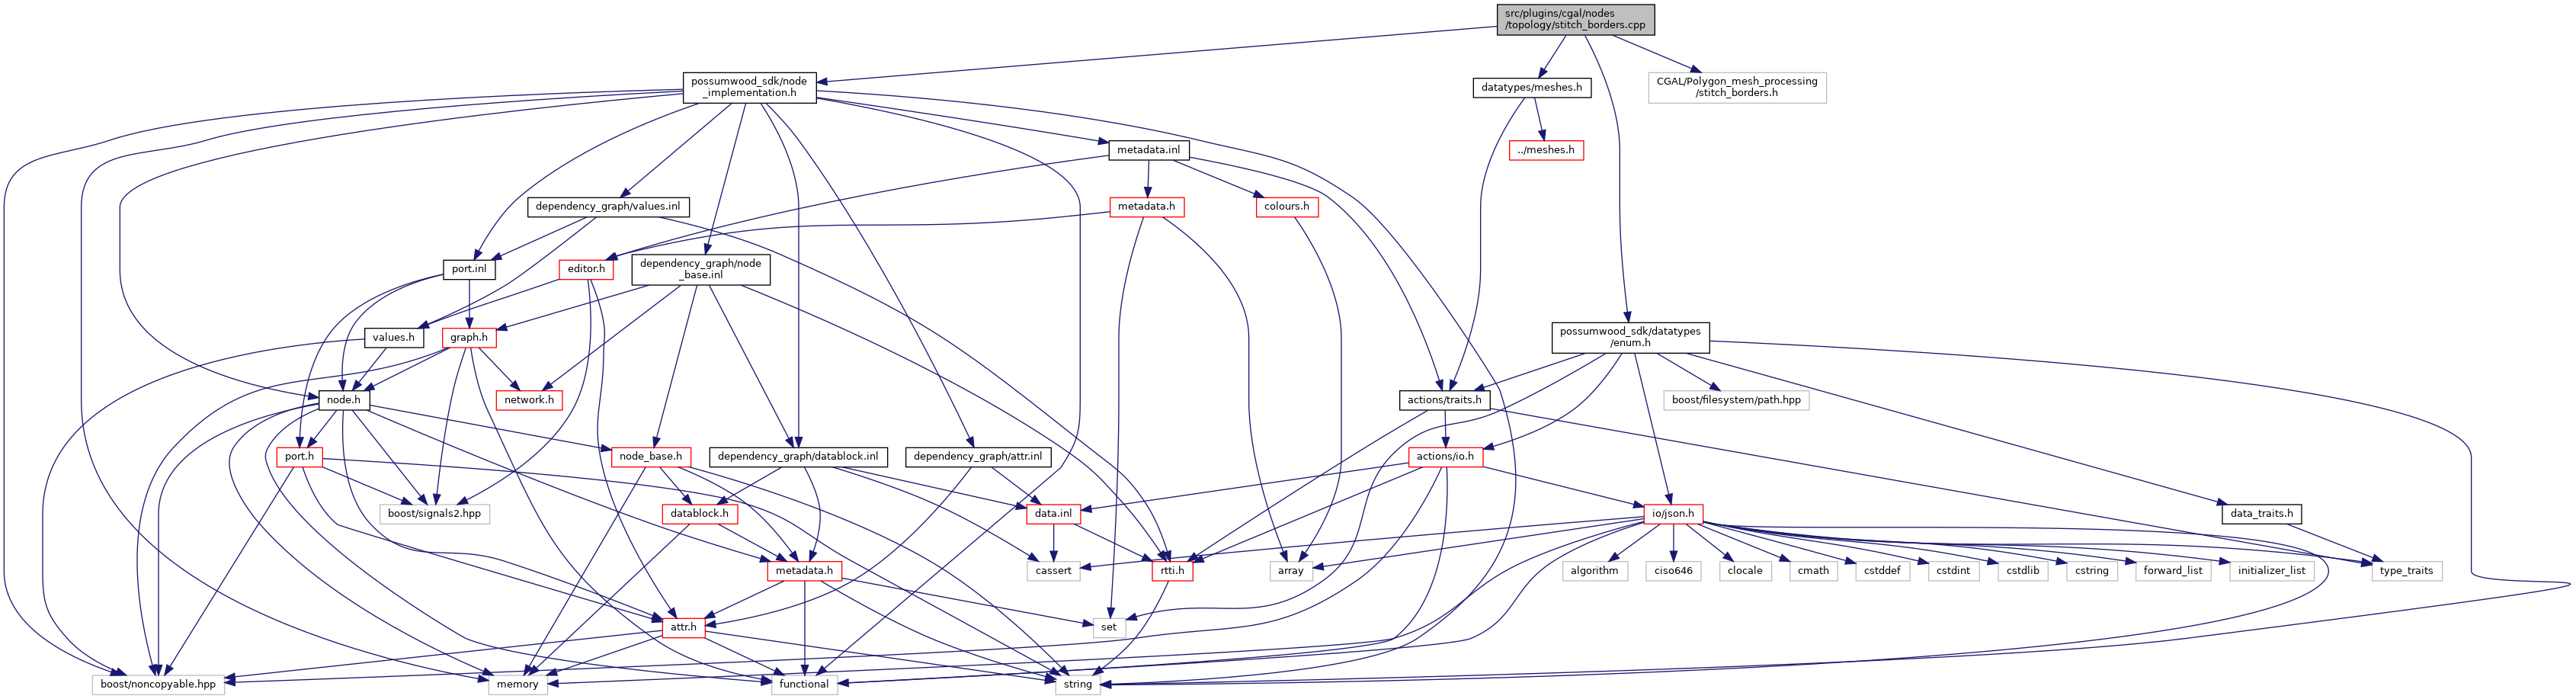 src/plugins/cgal/nodes
/topology/stitch_borders.cpp
possumwood_sdk/node
_implementation.h
datatypes/meshes.h
CGAL/Polygon_mesh_processing
/stitch_borders.h
metadata.inl
../meshes.h
dependency_graph/values.inl
metadata.h
colours.h
port.inl
editor.h
dependency_graph/node
_base.inl
values.h
graph.h
possumwood_sdk/datatypes
/enum.h
node.h
network.h
actions/traits.h
boost/filesystem/path.hpp
port.h
node_base.h
dependency_graph/datablock.inl
dependency_graph/attr.inl
actions/io.h
boost/signals2.hpp
datablock.h
data.inl
io/json.h
data_traits.h
metadata.h
cassert
rtti.h
array
algorithm
ciso646
clocale
cmath
cstddef
cstdint
cstdlib
cstring
forward_list
initializer_list
type_traits
attr.h
set
boost/noncopyable.hpp
memory
functional
string